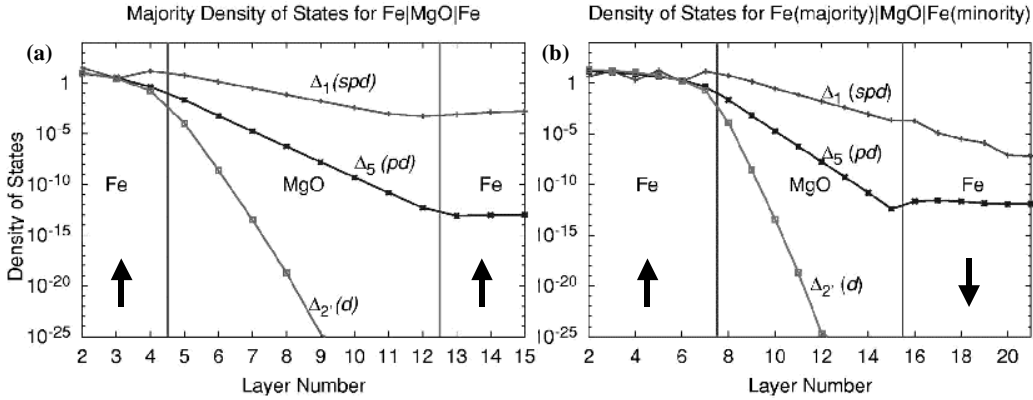 Majority Density of States for Fe|MgO|Fe
(a)
Density of States
1
10-5
10-10
10-15
10-20
10-25
Δ1(spd)
Δ5(pd)
Δ2'(d)
Fe
MgO
Fe
2 3 4 5 6 7 8 9 10 11 12 13 14 15
Layer Number
Density of States for Fe(majority)|MgO|Fe(minority)
(b)
1
10-5
10-10
10-15
10-20
10-25
Δ1 (spd)
Δ5 (pd)
Δ2' (d)
Fe
MgO
Fe
2 4 6 8 10 12 14 16 18 20
Layer Number